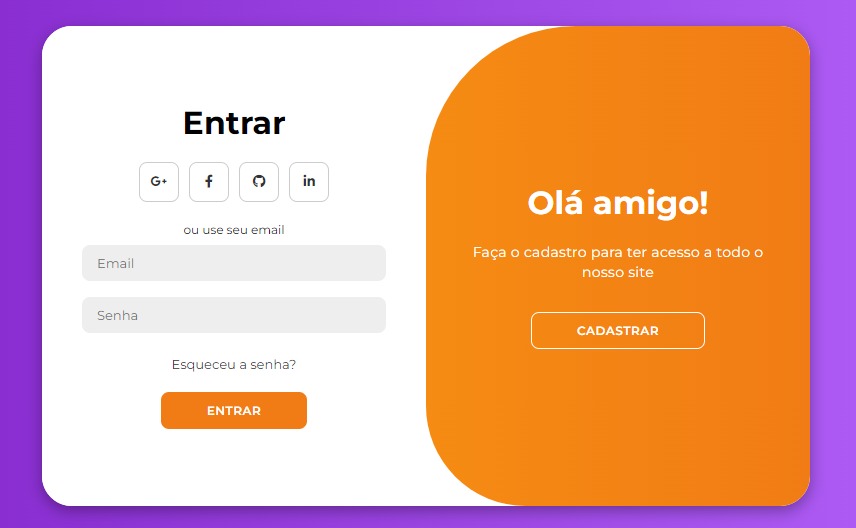 Entrar
G+
f
in
ou use seu email
Email
Senha
Esqueceu a senha?
ENTRAR
Olá amigo!
Faça o cadastro para ter acesso a todo o
nosso site
CADASTRAR